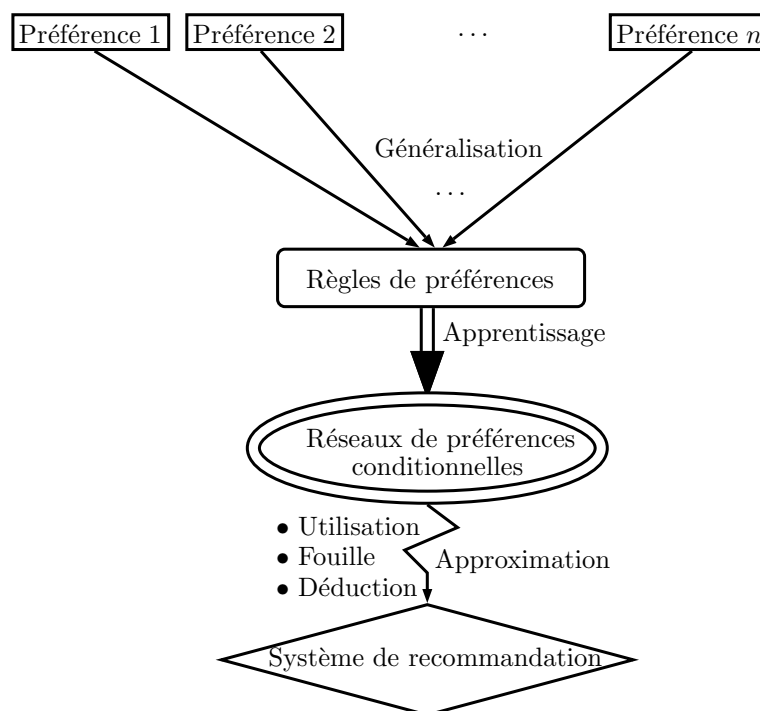 Préférence 1
Préférence 2
...
Préférence n
Généralisation
...
Règles de préférences
Apprentissage
Réseaux de préférences
conditionnelles
• Utilisation
• Fouille
• Déduction
Approximation
Système de recommandation